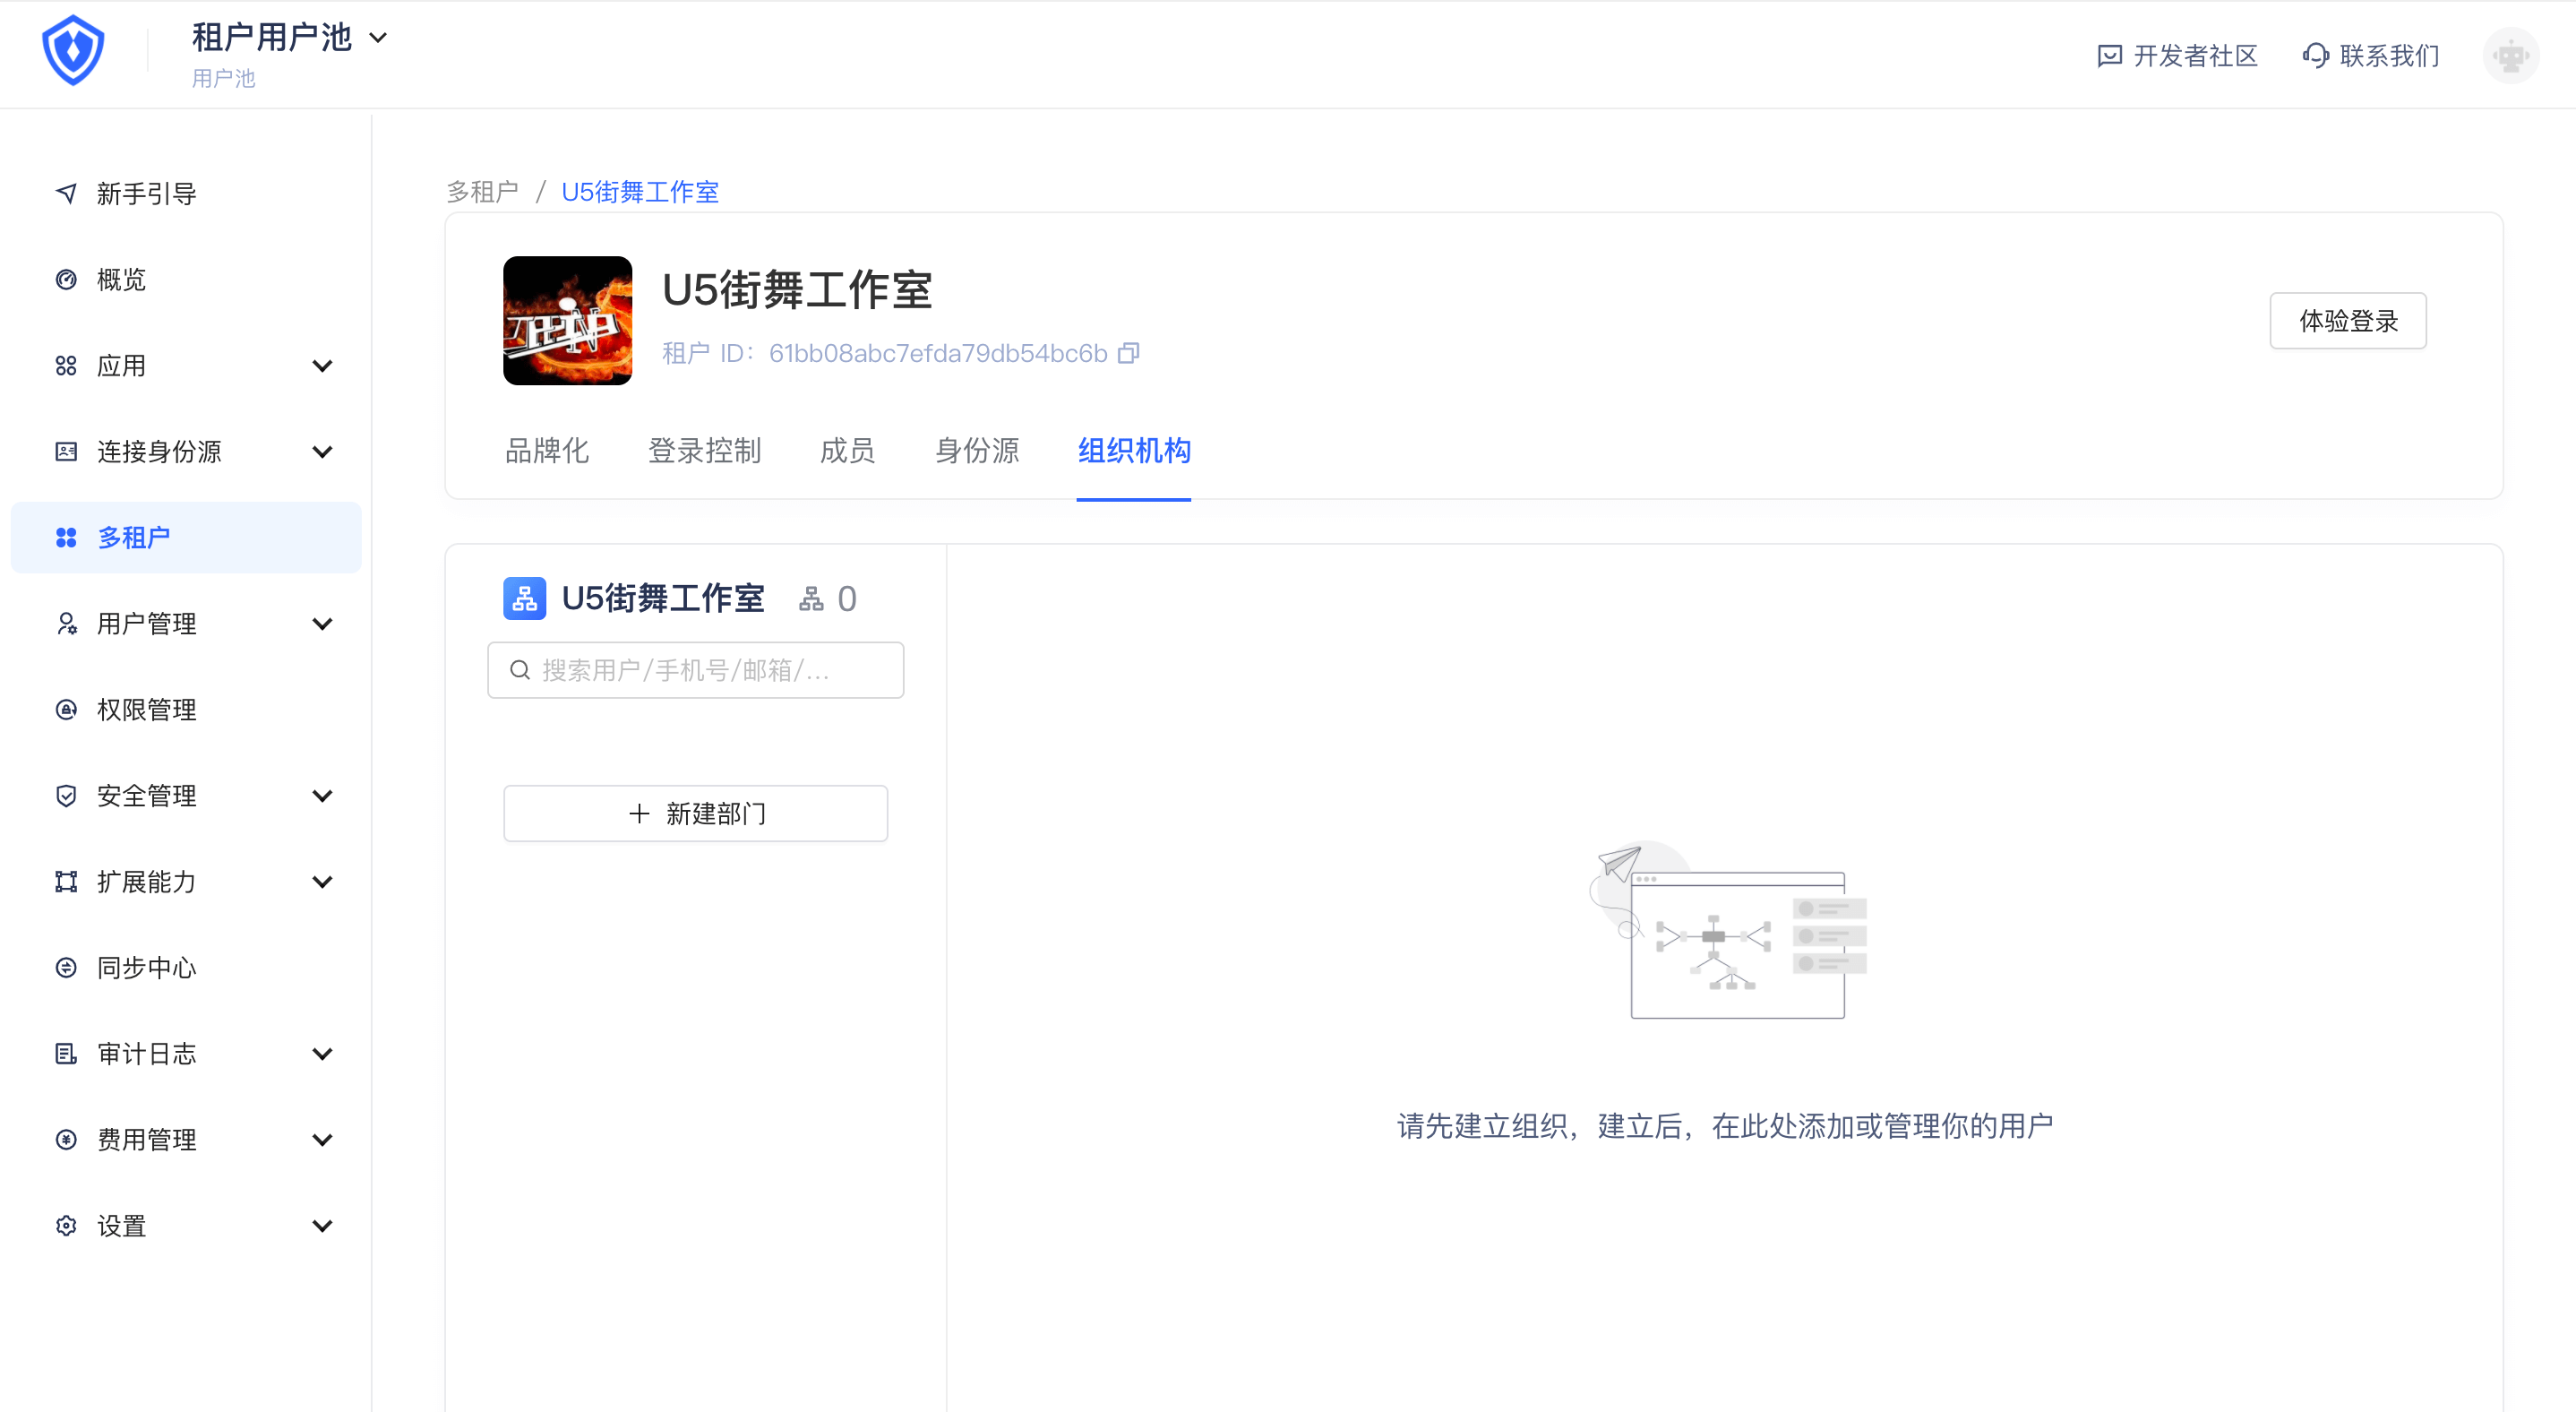 租户用户池
用户池
开发者社区
联系我们
新手引导
概览
应用
连接身份源
多租户
用户管理
权限管理
安全管理
扩展能力
同步中心
审计日志
费用管理
设置
多租户 / U5街舞工作室
U5街舞工作室
租户 ID：61bb08abc7efda79db54bc6b
体验登录
品牌化 登录控制 成员 身份源 组织机构
U5街舞工作室 0
搜索用户/手机号/邮箱/...
新建部门
请先建立组织，建立后，在此处添加或管理你的用户